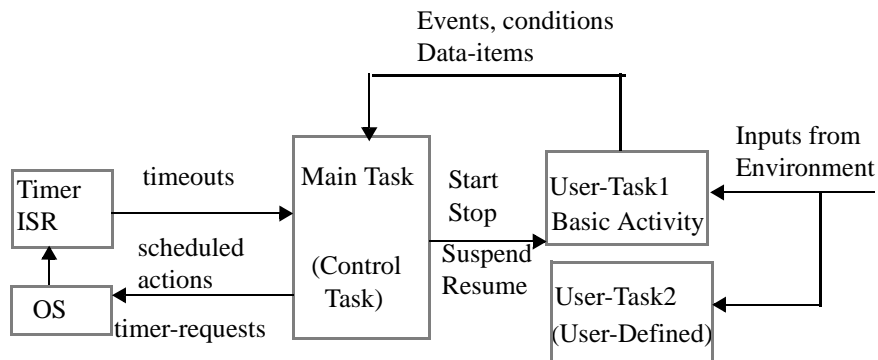 Events, conditions
Data-items
Inputs from
Environment
Timer
ISR
timeouts
Main Task
(Control
Task)
Start
Stop
Suspend
Resume
User-Task1
Basic Activity
scheduled
actions
OS
timer-requests
User-Task2
(User-Defined)